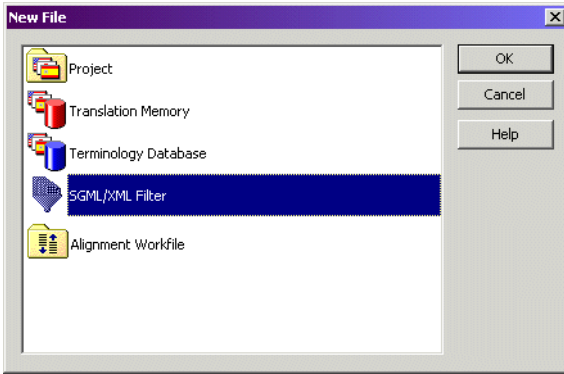 New File
Project
Translation Memory
Terminology Database
SGML/XML Filter
Alignment Workfile
OK
Cancel
Help